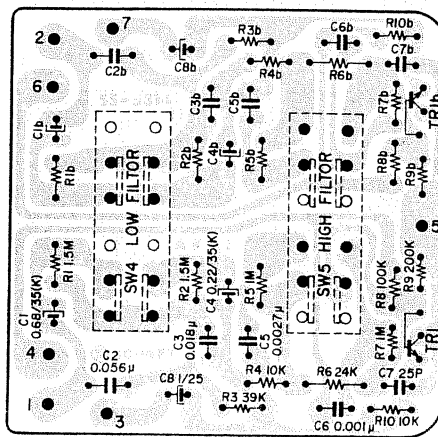 7
2
R3b
C6b
R10b
C2b
C8b
C7b
R4b
R6b
6
C3b
C5b
R7b
TR1b
C1b
R1b
R2b
C4b
R5b
R8b
R9b
SW4 LOW FILTOR
SW5 HIGH FILTOR
5
R1 1.5M
C1
0.68/35(K)
R2 1.5M
C4 0.22/35(K)
R5 1M
R8 100K
R9 200K
C3
0.018μ
C5
0.0027μ
R7 1M
TR1
4
C2
0.056μ
C8 1/25
R4 10K
R6 24K
C7 25P
1
3
R3 39K
C6 0.001μ
R10 10K